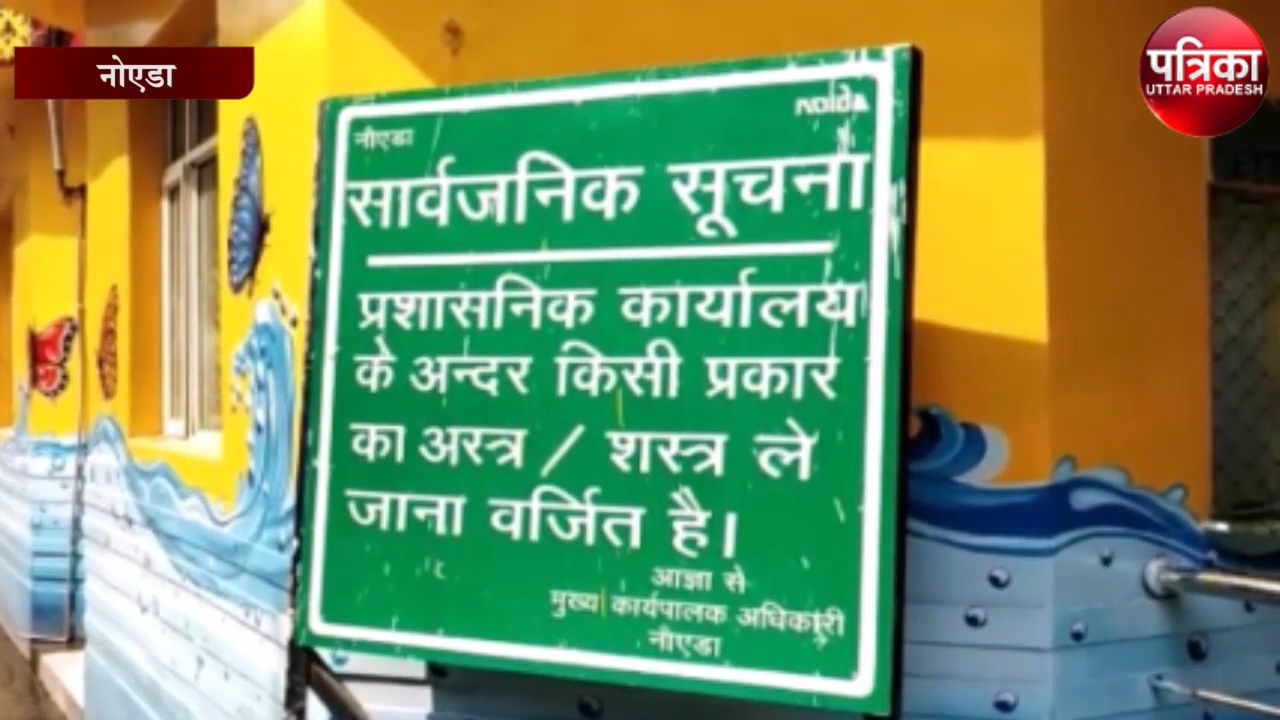 नोएडा
पत्रिका
UTTAR PRADESH
नौएडा
noida
सार्वजनिक सूचना
प्रशासनिक कार्यालय
के अन्दर किसी प्रकार
का अस्त्र / शस्त्र ले
जाना वर्जित है।
आज्ञा से
मुख्य कार्यपालक अधिकारी
नौएडा